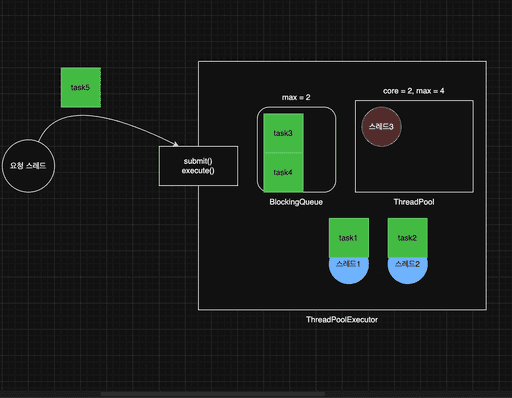 task5
요청 스레드
submit()
execute()
max = 2
task3
task4
BlockingQueue
core = 2, max = 4
스레드3
ThreadPool
task1
task2
스레드1
스레드2
ThreadPoolExecutor